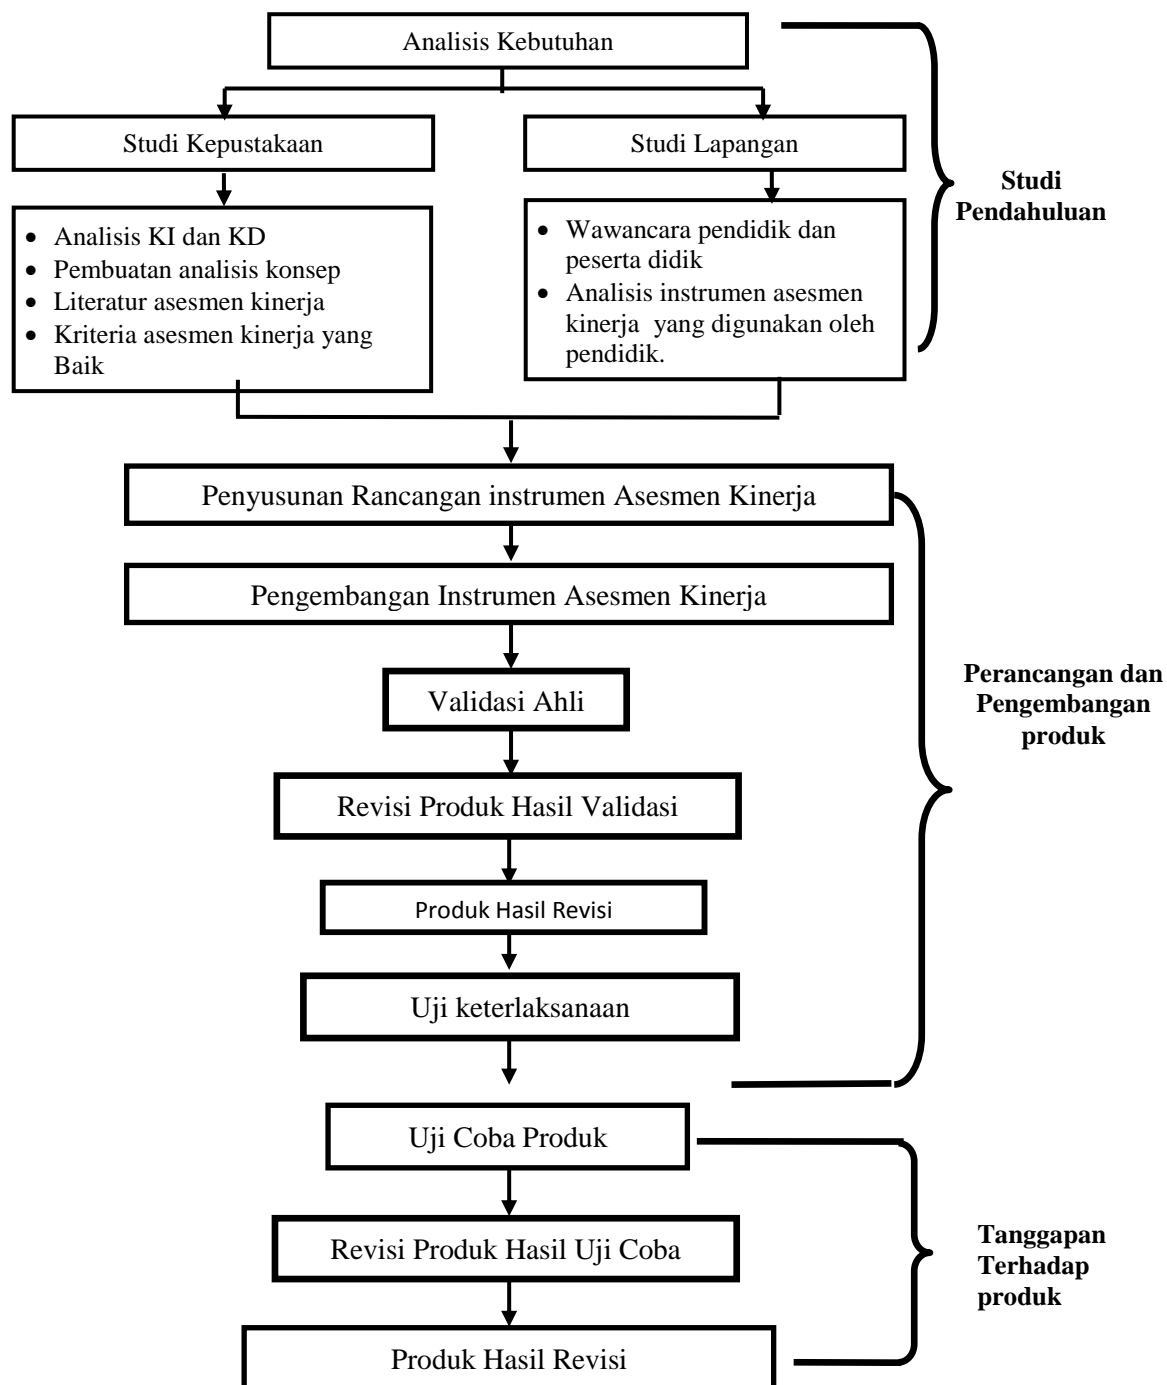 Analisis Kebutuhan
Studi Kepustakaan
Studi Lapangan
• Analisis KI dan KD
• Pembuatan analisis konsep
• Literatur asesmen kinerja
• Kriteria asesmen kinerja yang
Baik
• Wawancara pendidik dan
peserta didik
• Analisis instrumen asesmen
kinerja yang digunakan oleh
pendidik.
Studi
Pendahuluan
Penyusunan Rancangan instrumen Asesmen Kinerja
Pengembangan Instrumen Asesmen Kinerja
Validasi Ahli
Revisi Produk Hasil Validasi
Produk Hasil Revisi
Uji keterlaksanaan
Perancangan dan
Pengembangan
produk
Uji Coba Produk
Revisi Produk Hasil Uji Coba
Produk Hasil Revisi
Tanggapan
Terhadap
produk